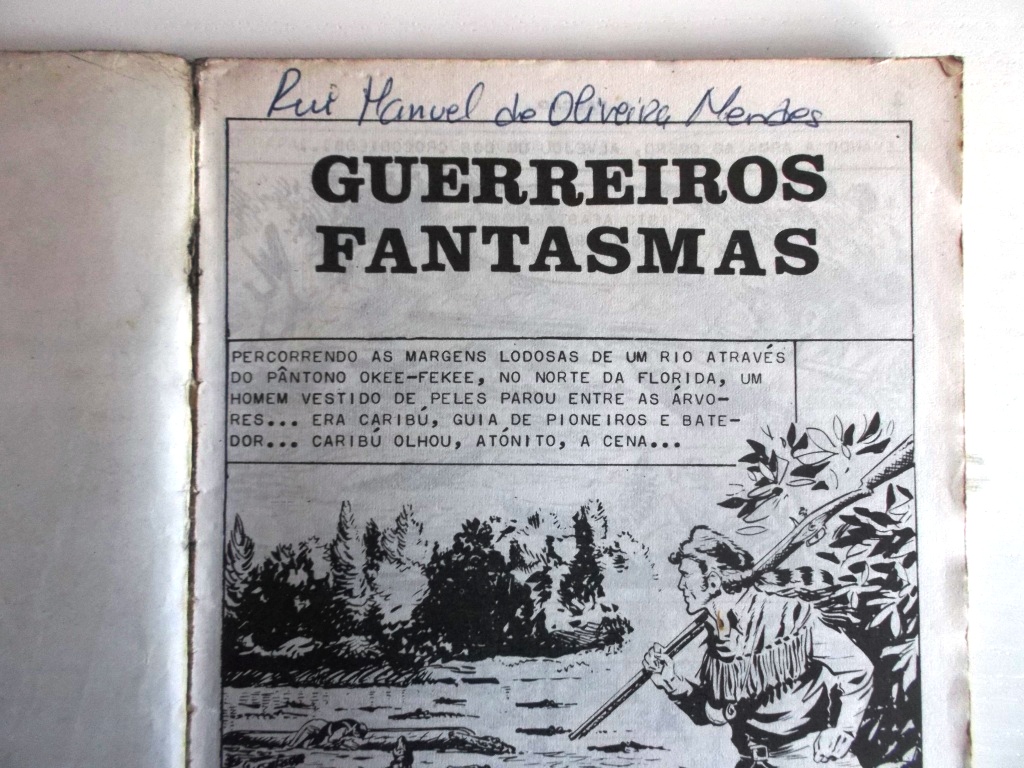 Rui Manuel de Oliveira Mendes
GUERREIROS
FANTASMAS
PERCORRENDO AS MARGENS LODOSAS DE UM RIO ATRAVÉS
DO PÂNTONO OKEE-FEKEE, NO NORTE DA FLORIDA, UM
HOMEM VESTIDO DE PELES PAROU ENTRE AS ÁRVO-
RES... ERA CARIBÚ, GUIA DE PIONEIROS E BATE-
DOR... CARIBÚ OLHOU, ATÓNITO, A CENA...